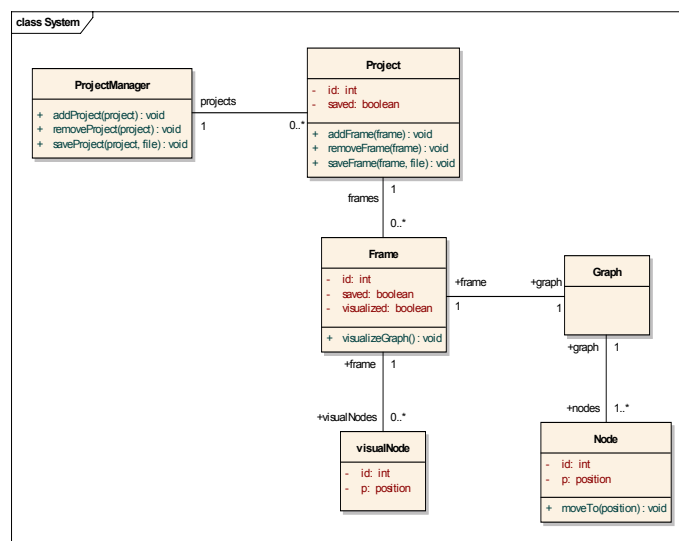 class System
ProjectManager
+ addProject(project) : void
+ removeProject(project) : void
+ saveProject(project, file) : void
projects
1
0..*
Project
- id: int
- saved: boolean
+ addFrame(frame) : void
+ removeFrame(frame) : void
+ saveFrame(frame, file) : void
1
frames
0..*
Frame
- id: int
- saved: boolean
- visualized: boolean
+ visualizeGraph() : void
+frame
+graph
1
1
Graph
+frame
1
+visualNodes
0..*
visualNode
- id: int
- p: position
+graph
1
+nodes
1..*
Node
- id: int
- p: position
+ moveTo(position) : void